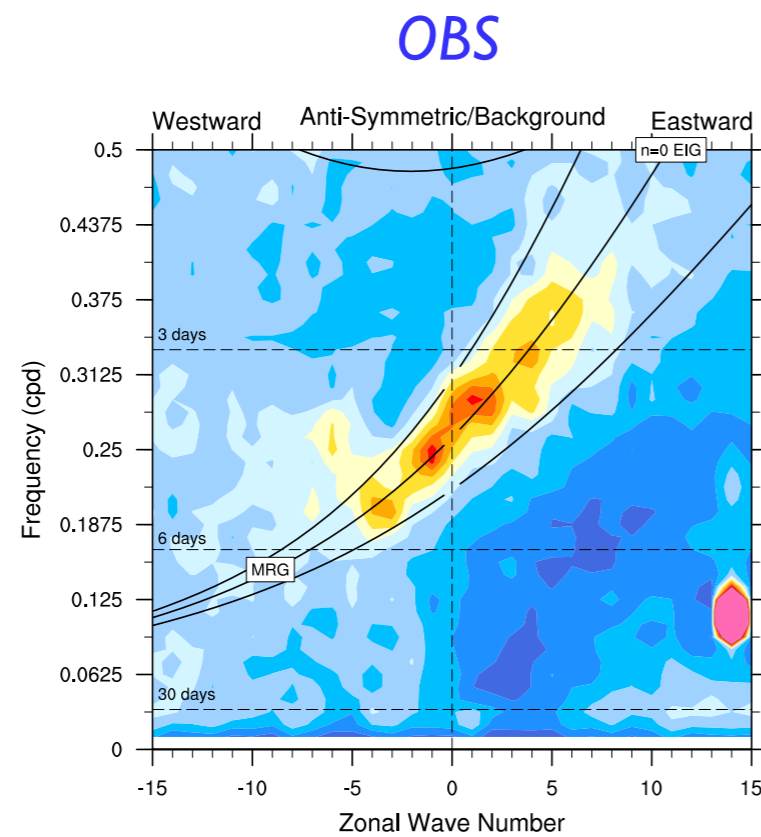 OBS
Westward Anti-Symmetric/Background Eastward
0.5
n=0 EIG
0.4375
0.375
3 days
0.3125
Frequency (cpd)
0.25
0.1875
6 days
MRG
0.125
0.0625
30 days
0
-15 -10 -5 0 5 10 15
Zonal Wave Number